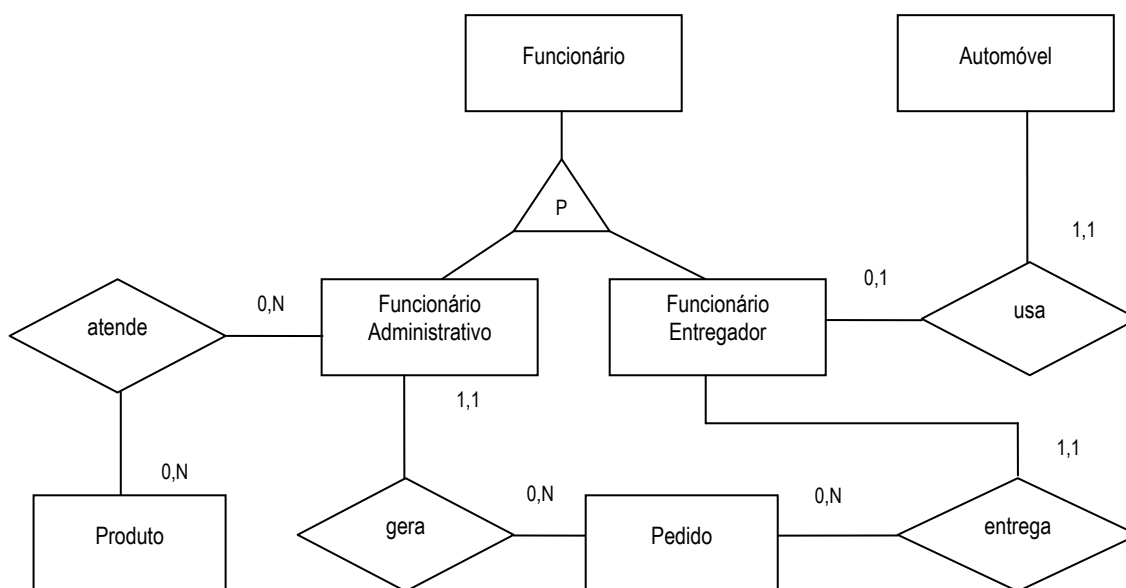 Funcionário
Automóvel
P
1,1
0,1
0,N
Funcionário
Administrativo
Funcionário
Entregador
usa
atende
1,1
1,1
0,N
0,N
0,N
Produto
gera
Pedido
entrega